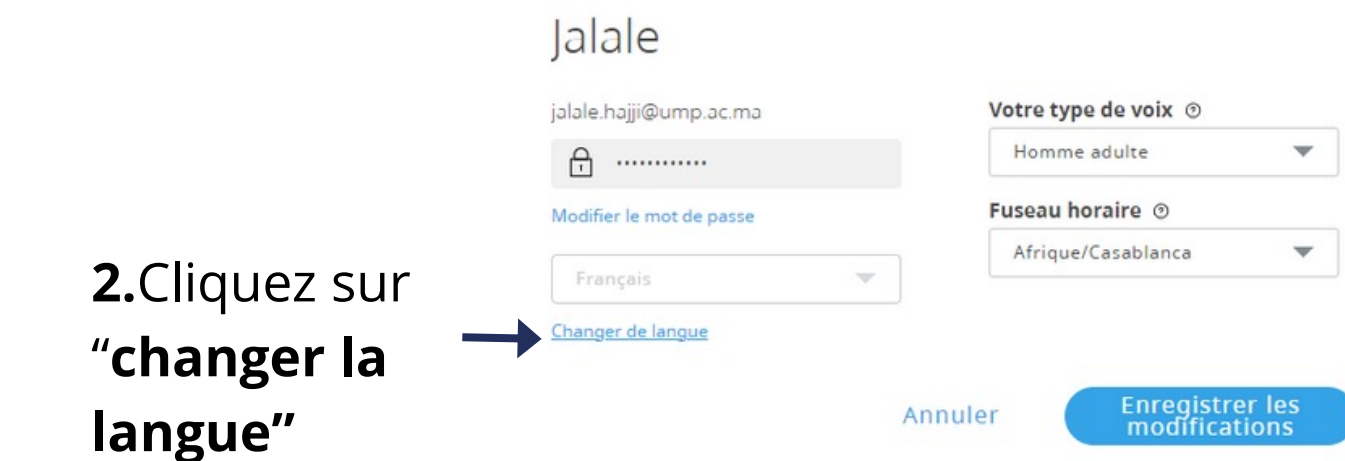 Jalale
jalale.hajji@ump.ac.ma
Votre type de voix
Homme adulte
Modifier le mot de passe
Fuseau horaire
Afrique/Casablanca
Français
Changer de langue
2.Cliquez sur
“changer la
langue”
Annuler
Enregistrer les
modifications